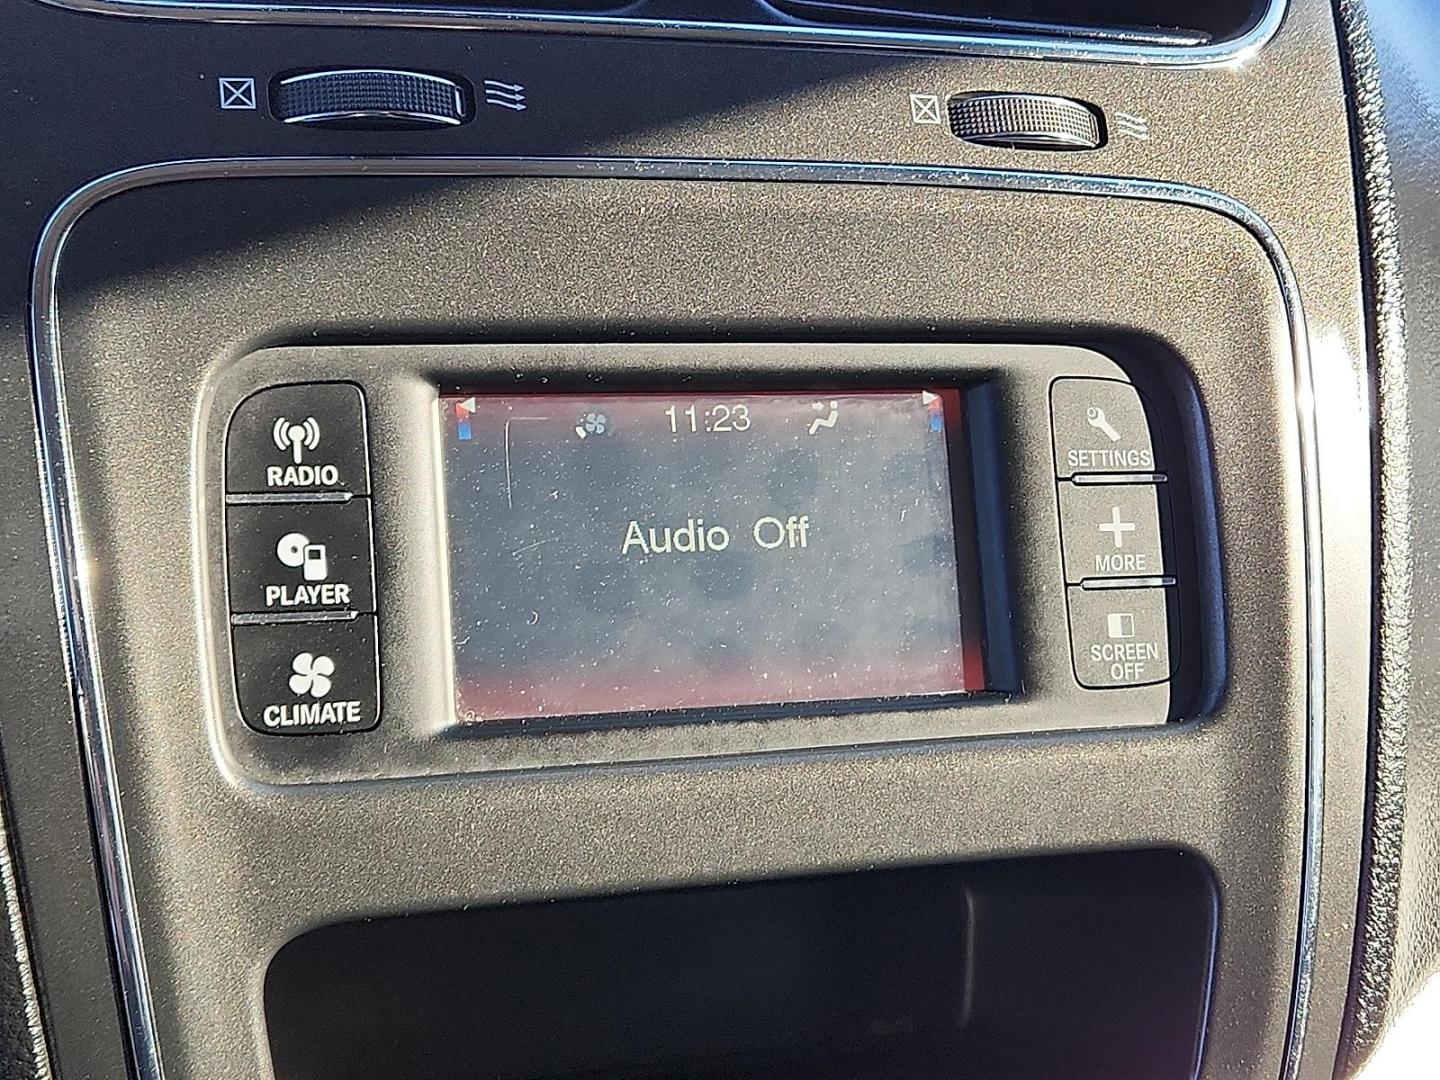 11:23
Audio Off
RADIO
PLAYER
CLIMATE
SETTINGS
MORE
SCREEN
OFF